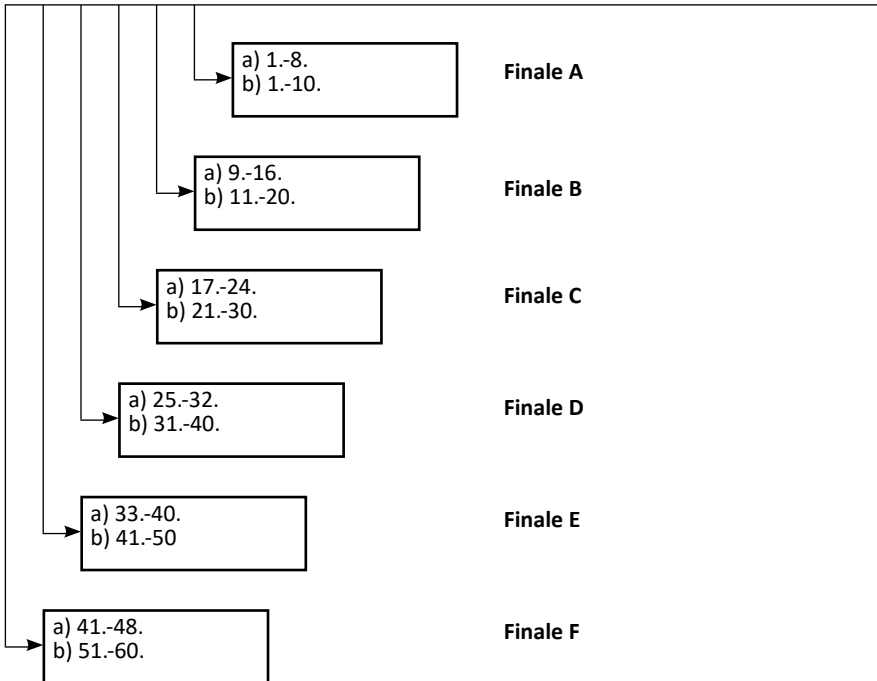 a) 1.-8.
b) 1.-10.
Finale A
a) 9.-16.
b) 11.-20.
Finale B
a) 17.-24.
b) 21.-30.
Finale C
a) 25.-32.
b) 31.-40.
Finale D
a) 33.-40.
b) 41.-50
Finale E
a) 41.-48.
b) 51.-60.
Finale F